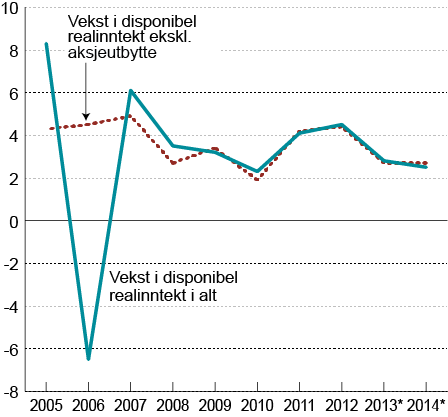 10
Vekst i disponibel
realinntekt ekskl.
aksjeutbytte
8
6
4
2
0
-2
Vekst i disponibel
realinntekt i alt
-4
-6
-8
2005 2006 2007 2008 2009 2010 2011 2012 2013* 2014*